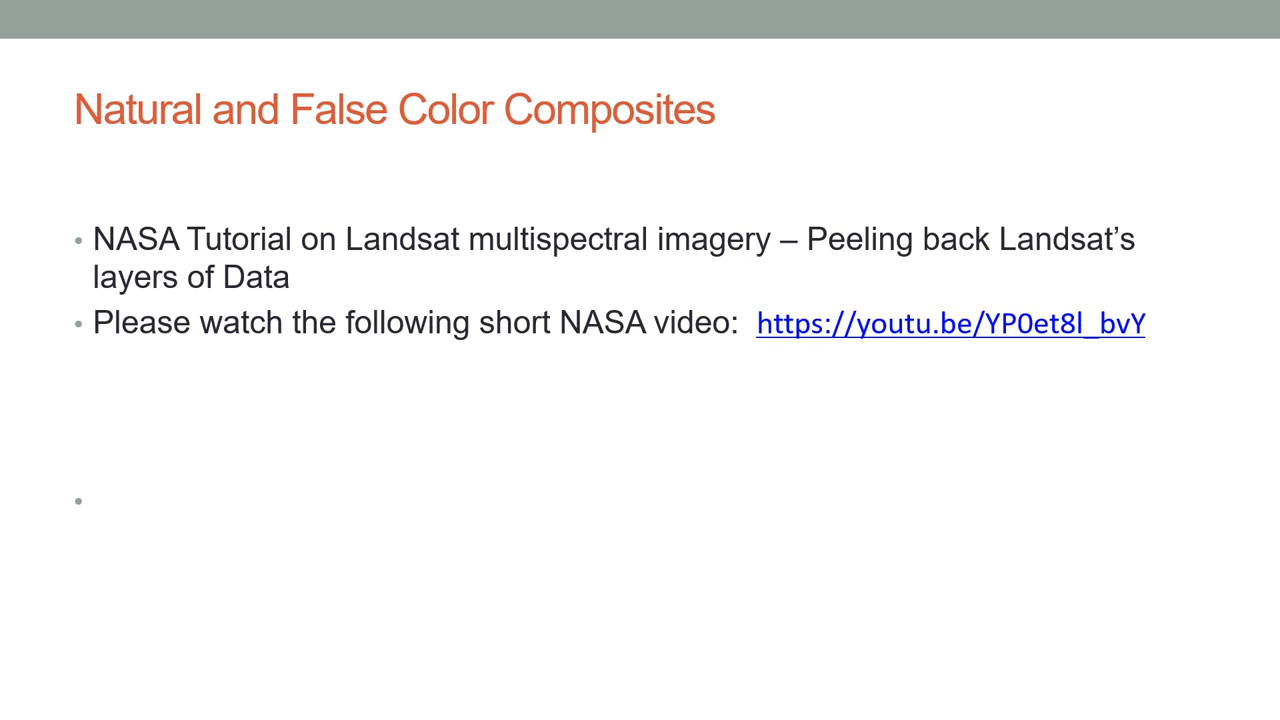 Natural and False Color Composites
• NASA Tutorial on Landsat multispectral imagery – Peeling back Landsat’s
layers of Data
• Please watch the following short NASA video: https://youtu.be/YP0et8l_bvY
•